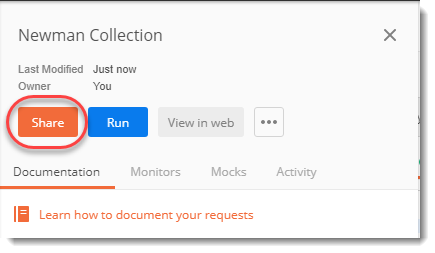 Newman Collection
Last Modified Just now
Owner You
Share Run View in web
Documentation Monitors Mocks Activity
Learn how to document your requests